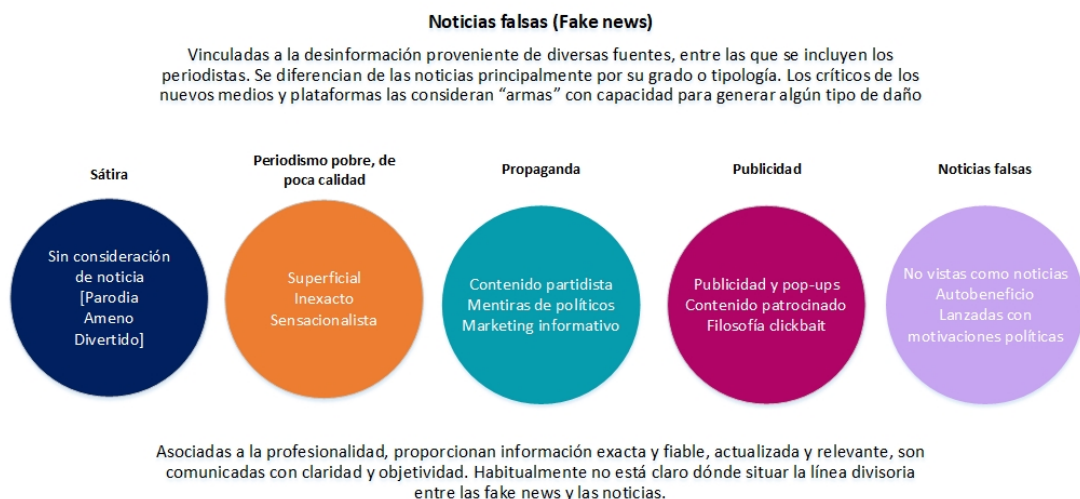 Noticias falsas (Fake news)
Vinculadas a la desinformación proveniente de diversas fuentes, entre las que se incluyen los
periodistas. Se diferencian de las noticias principalmente por su grado o tipología. Los críticos de los
nuevos medios y plataformas las consideran “armas” con capacidad para generar algún tipo de daño
Sátira
Sin consideración
de noticia
[Parodia
Ameno
Divertido]
Periodismo pobre, de
poca calidad
Superficial
Inexacto
Sensacionalista
Propaganda
Contenido partidista
Mentiras de políticos
Marketing informativo
Publicidad
Publicidad y pop-ups
Contenido patrocinado
Filosofía clickbait
Noticias falsas
No vistas como noticias
Autobeneficio
Lanzadas con
motivaciones políticas
Asociadas a la profesionalidad, proporcionan información exacta y fiable, actualizada y relevante, son
comunicadas con claridad y objetividad. Habitualmente no está claro dónde situar la línea divisoria
entre las fake news y las noticias.